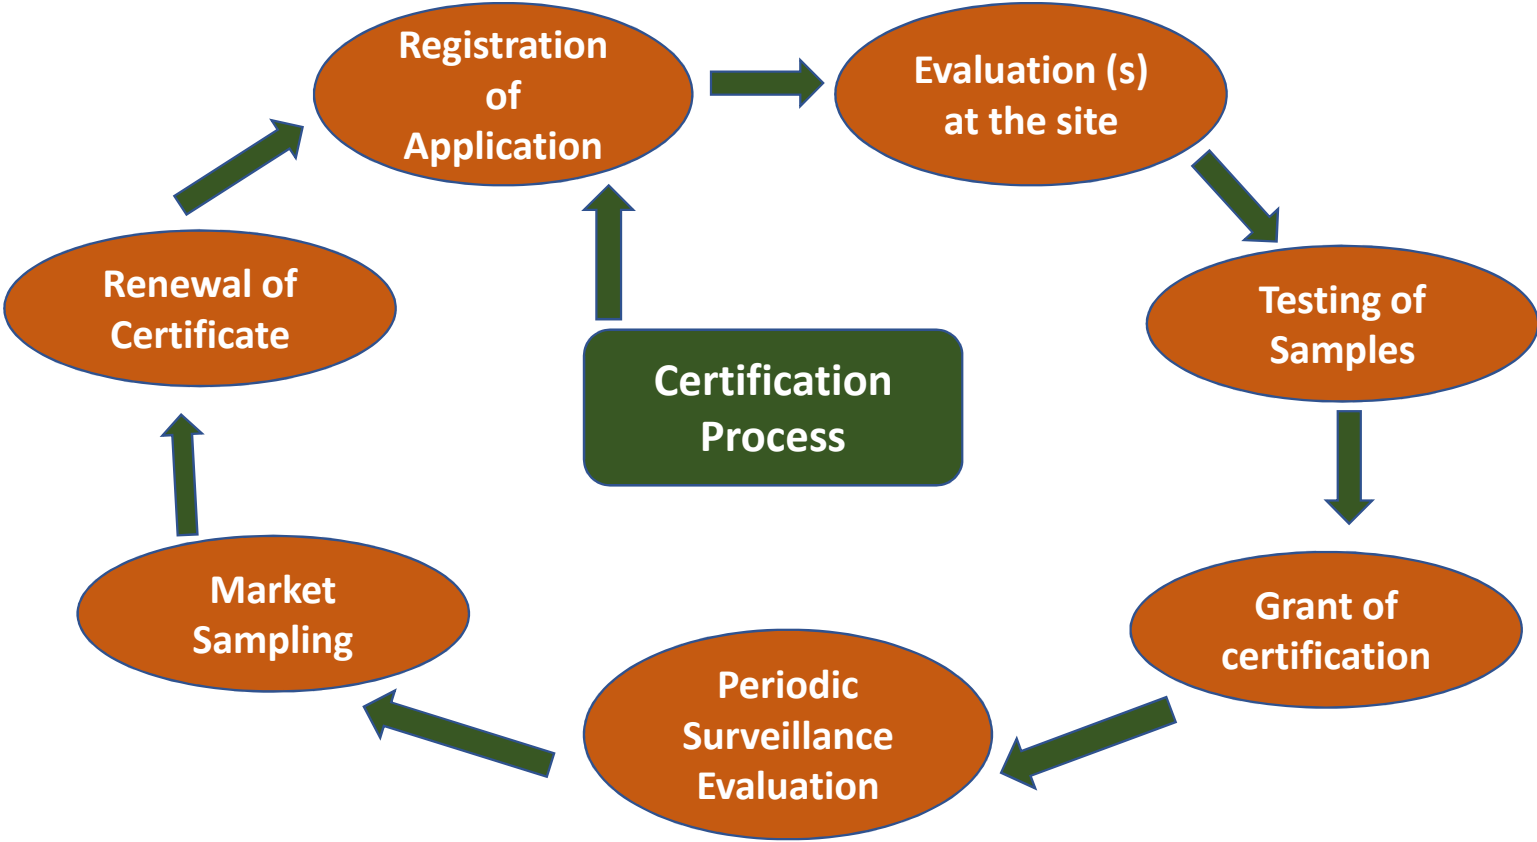 Registration
of
Application
Evaluation (s)
at the site
Testing of
Samples
Grant of
certification
Periodic
Surveillance
Evaluation
Market
Sampling
Renewal of
Certificate
Certification
Process